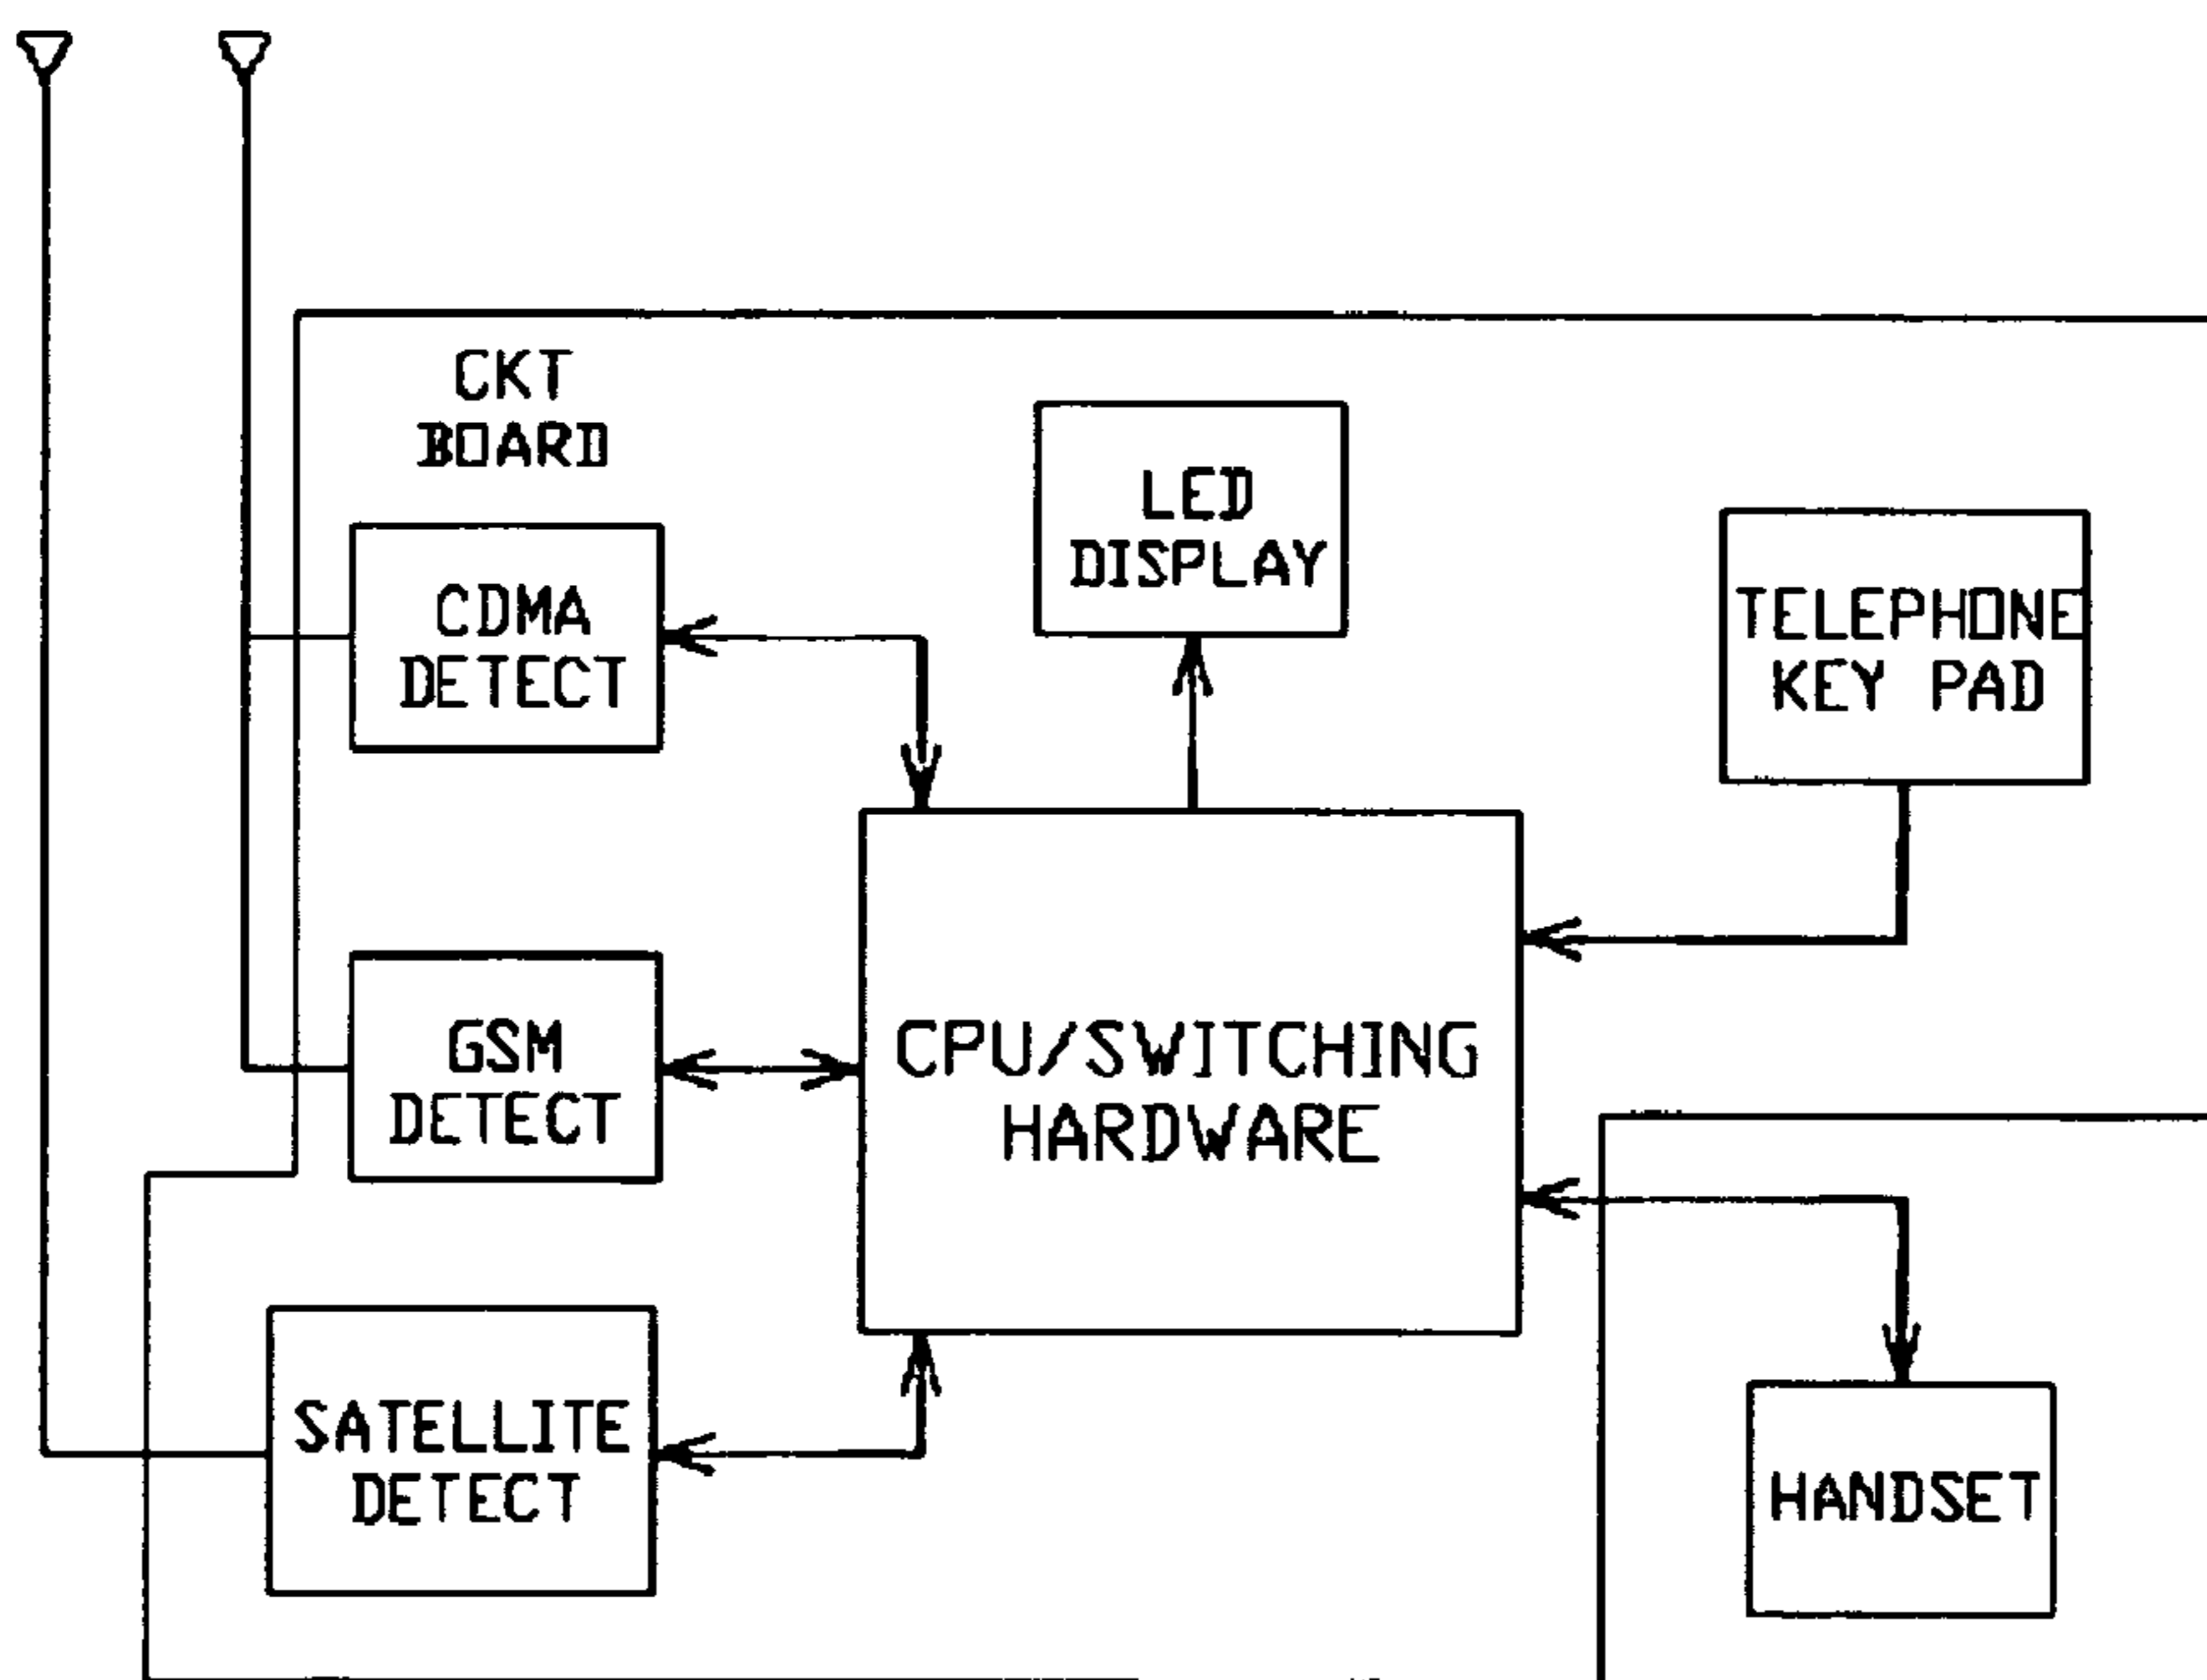 CKT
BOARD
LED
DISPLAY
CDMA
DETECT
TELEPHONE
KEY PAD
GSM
DETECT
CPU/SWITCHING
HARDWARE
SATELLITE
DETECT
HANDSET